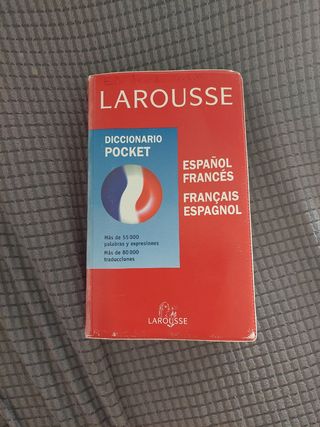 LAROUSSE
DICCIONARIO
POCKET
ESPAÑOL
FRANCÉS
FRANÇAIS
ESPAGNOL
Más de 55 000
palabras y expresiones
Más de 80 000
traducciones
LAROUSSE